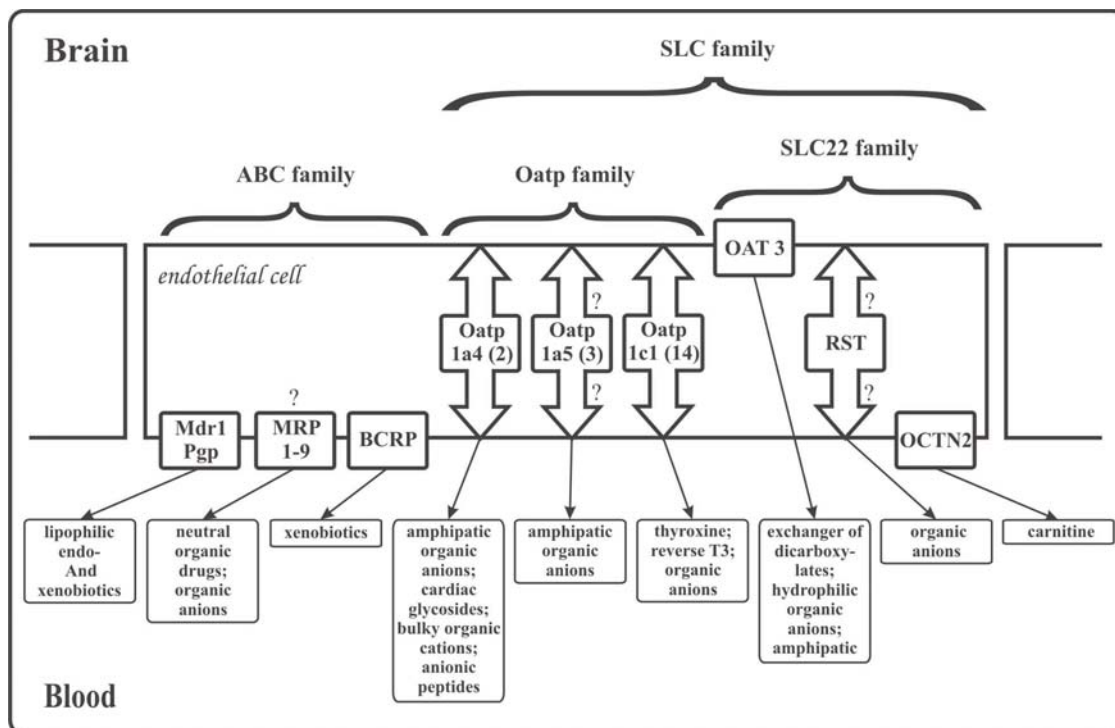 Brain
SLC family
SLC22 family
ABC family
Oatp family
OAT 3
endothelial cell
?
?
Oatp
1a4 (2)
Oatp
1a5 (3)
Oatp
1c1 (14)
RST
?
?
?
Mdr1
Pgp
MRP
1-9
BCRP
OCTN2
lipophilic
endo-
And
xenobiotics
neutral
organic
drugs;
organic
anions
xenobiotics
amphipatic
organic
anions;
cardiac
glycosides;
bulky organic
cations;
anionic
peptides
amphipatic
organic
anions
thyroxine;
reverse T3;
organic
anions
exchanger of
dicarboxy-
lates;
hydrophilic
organic
anions;
amphipatic
organic
anions
carnitine
Blood